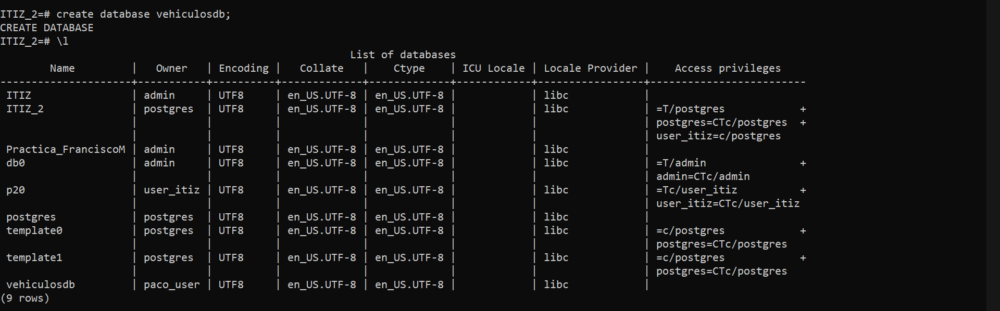 ITIZ_2=# create database vehiculosdb;
CREATE DATABASE
ITIZ_2=# \l
                                                        List of databases
        Name         |   Owner   | Encoding |   Collate   |    Ctype    | ICU Locale | Locale Provider |    Access privileges
---------------------+-----------+----------+-------------+-------------+------------+-----------------+-------------------------
 ITIZ                | admin     | UTF8     | en_US.UTF-8 | en_US.UTF-8 |            | libc            |
 ITIZ_2              | postgres  | UTF8     | en_US.UTF-8 | en_US.UTF-8 |            | libc            | =T/postgres            +
                     |           |          |             |             |            |                 | postgres=CTc/postgres  +
                     |           |          |             |             |            |                 | user_itiz=c/postgres
 Practica_FranciscoM | admin     | UTF8     | en_US.UTF-8 | en_US.UTF-8 |            | libc            |
 db0                 | admin     | UTF8     | en_US.UTF-8 | en_US.UTF-8 |            | libc            | =T/admin               +
                     |           |          |             |             |            |                 | admin=CTc/admin
 p20                 | user_itiz | UTF8     | en_US.UTF-8 | en_US.UTF-8 |            | libc            | =Tc/user_itiz          +
                     |           |          |             |             |            |                 | user_itiz=CTc/user_itiz
 postgres            | postgres  | UTF8     | en_US.UTF-8 | en_US.UTF-8 |            | libc            |
 template0           | postgres  | UTF8     | en_US.UTF-8 | en_US.UTF-8 |            | libc            | =c/postgres            +
                     |           |          |             |             |            |                 | postgres=CTc/postgres
 template1           | postgres  | UTF8     | en_US.UTF-8 | en_US.UTF-8 |            | libc            | =c/postgres            +
                     |           |          |             |             |            |                 | postgres=CTc/postgres
 vehiculosdb         | paco_user | UTF8     | en_US.UTF-8 | en_US.UTF-8 |            | libc            |
(9 rows)